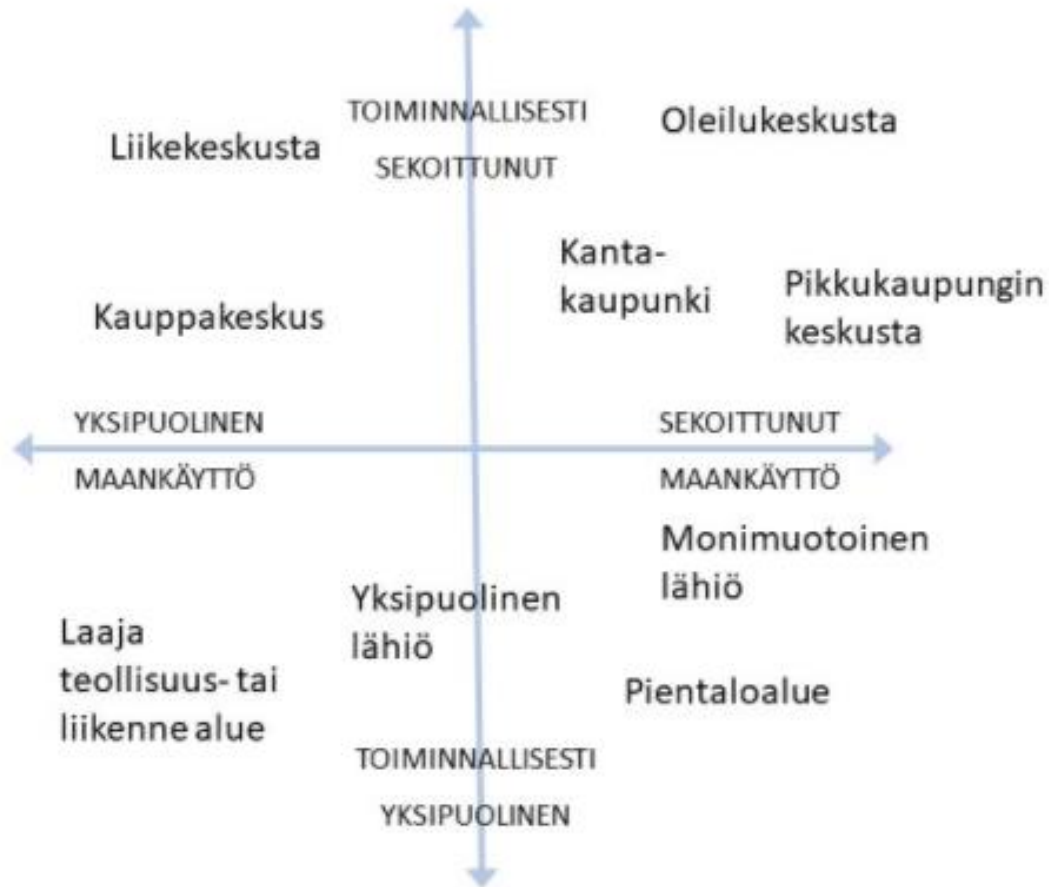 TOIMINNALLISESTI
SEKOITTUNUT
Liikekeskusta
Oleilukeskusta
Kanta-
kaupunki
Pikkukaupungin
keskusta
Kauppakeskus
YKSIPUOLINEN
MAANKÄYTTÖ
SEKOITTUNUT
MAANKÄYTTÖ
Monimuotoinen
lähiö
Yksipuolinen
lähiö
Laaja
teollisuus- tai
liikenne alue
Pientaloalue
TOIMINNALLISESTI
YKSIPUOLINEN